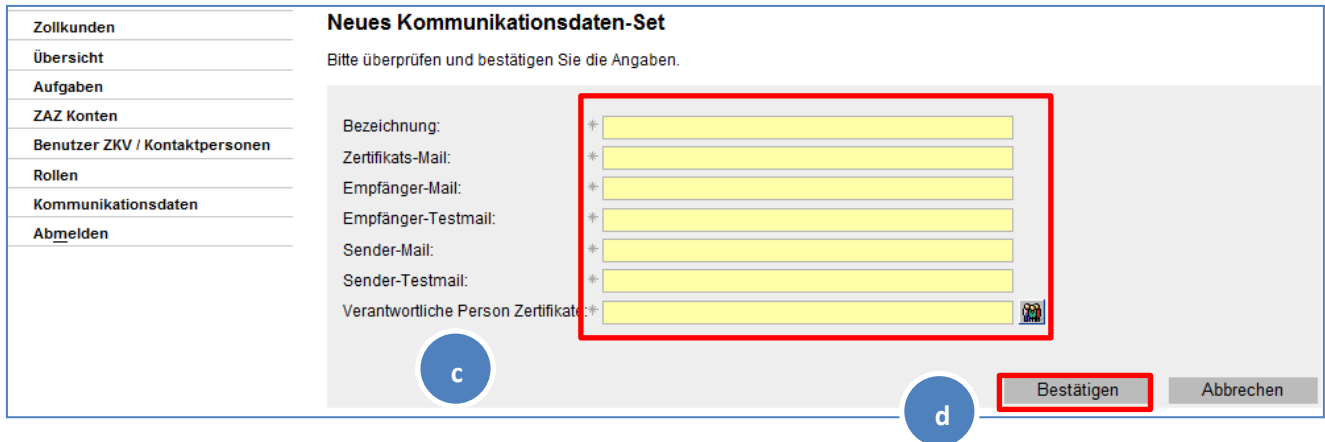 Zollkunden
Übersicht
Aufgaben
ZAZ Konten
Benutzer ZKV / Kontaktpersonen
Rollen
Kommunikationsdaten
Abmelden
Neues Kommunikationsdaten-Set
Bitte überprüfen und bestätigen Sie die Angaben.
Bezeichnung: *
Zertifikats-Mail: *
Empfänger-Mail: *
Empfänger-Testmail: *
Sender-Mail: *
Sender-Testmail: *
Verantwortliche Person Zertifikate: *
c
Bestätigen Abbrechen
d